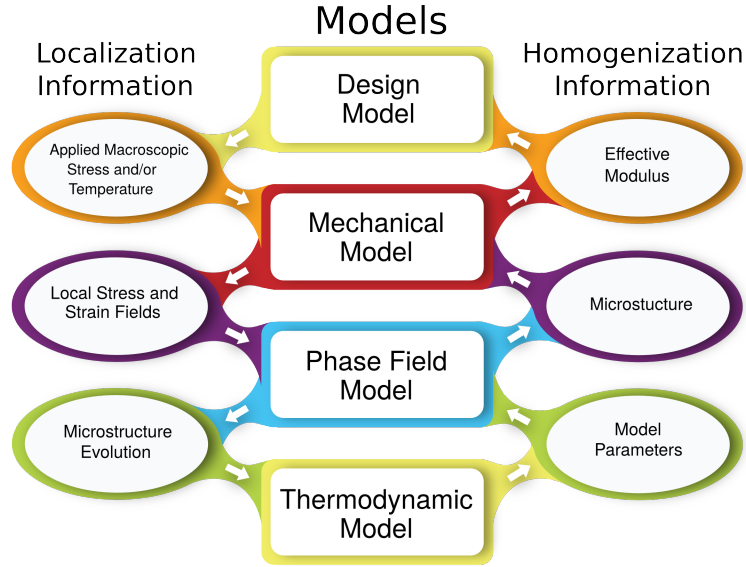 Models
Localization
Information
Homogenization
Information
Design
Model
Applied Macroscopic
Stress and/or
Temperature
Effective
Modulus
Mechanical
Model
Local Stress and
Strain Fields
Microstucture
Phase Field
Model
Microstructure
Evolution
Model
Parameters
Thermodynamic
Model